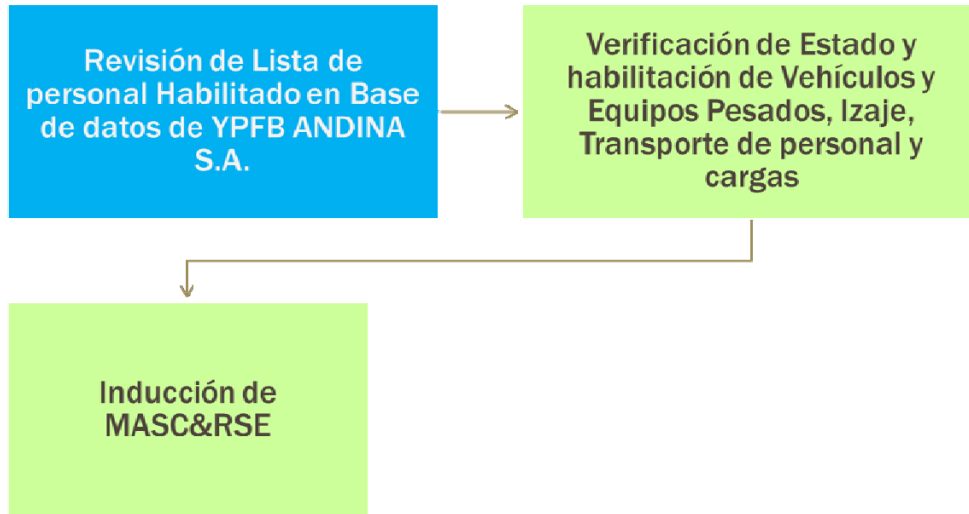 Revisión de Lista de
personal Habilitado en Base
de datos de YPFB ANDINA
S.A.
Verificación de Estado y
habilitación de Vehículos y
Equipos Pesados, Izaje,
Transporte de personal y
cargas
Inducción de
MASC&RSE